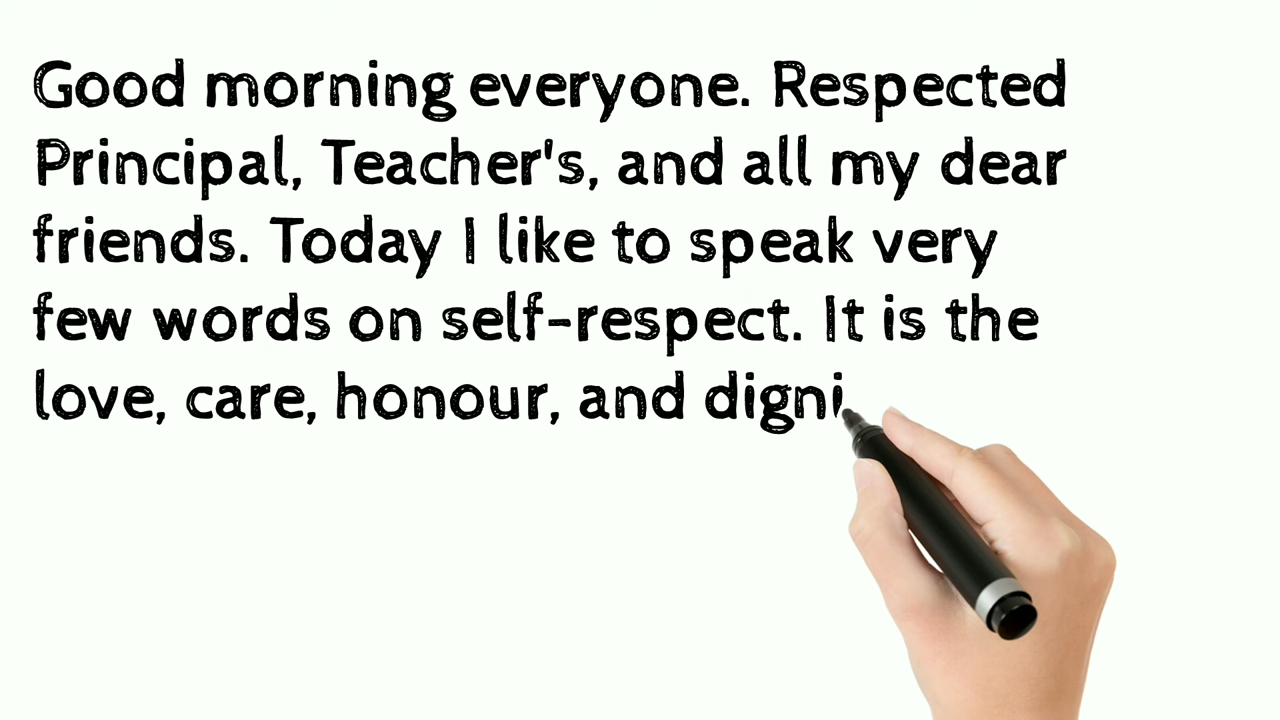 Good morning everyone. Respected
Principal, Teacher's, and all my dear
friends. Today I like to speak very
few words on self-respect. It is the
love, care, honour, and digni